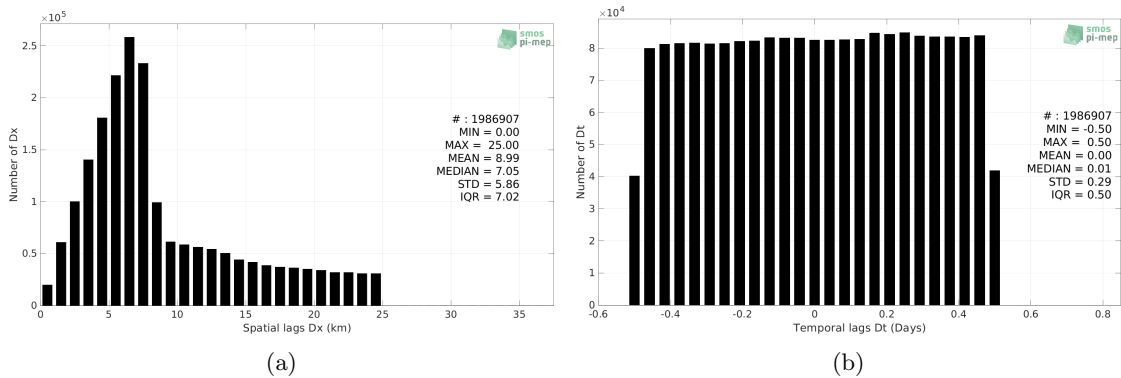 ×10⁵
2.5
2
1.5
1
0.5
0
0 5 10 15 20 25 30 35
Number of Dx
Spatial lags Dx (km)
smos
pi-mep
# : 1986907
MIN = 0.00
MAX = 25.00
MEAN = 8.99
MEDIAN = 7.05
STD = 5.86
IQR = 7.02
(a)
×10⁴
8
7
6
5
4
3
2
1
0
-0.6 -0.4 -0.2 0 0.2 0.4 0.6 0.8
Number of Dt
Temporal lags Dt (Days)
smos
pi-mep
# : 1986907
MIN = -0.50
MAX = 0.50
MEAN = 0.00
MEDIAN = 0.01
STD = 0.29
IQR = 0.50
(b)